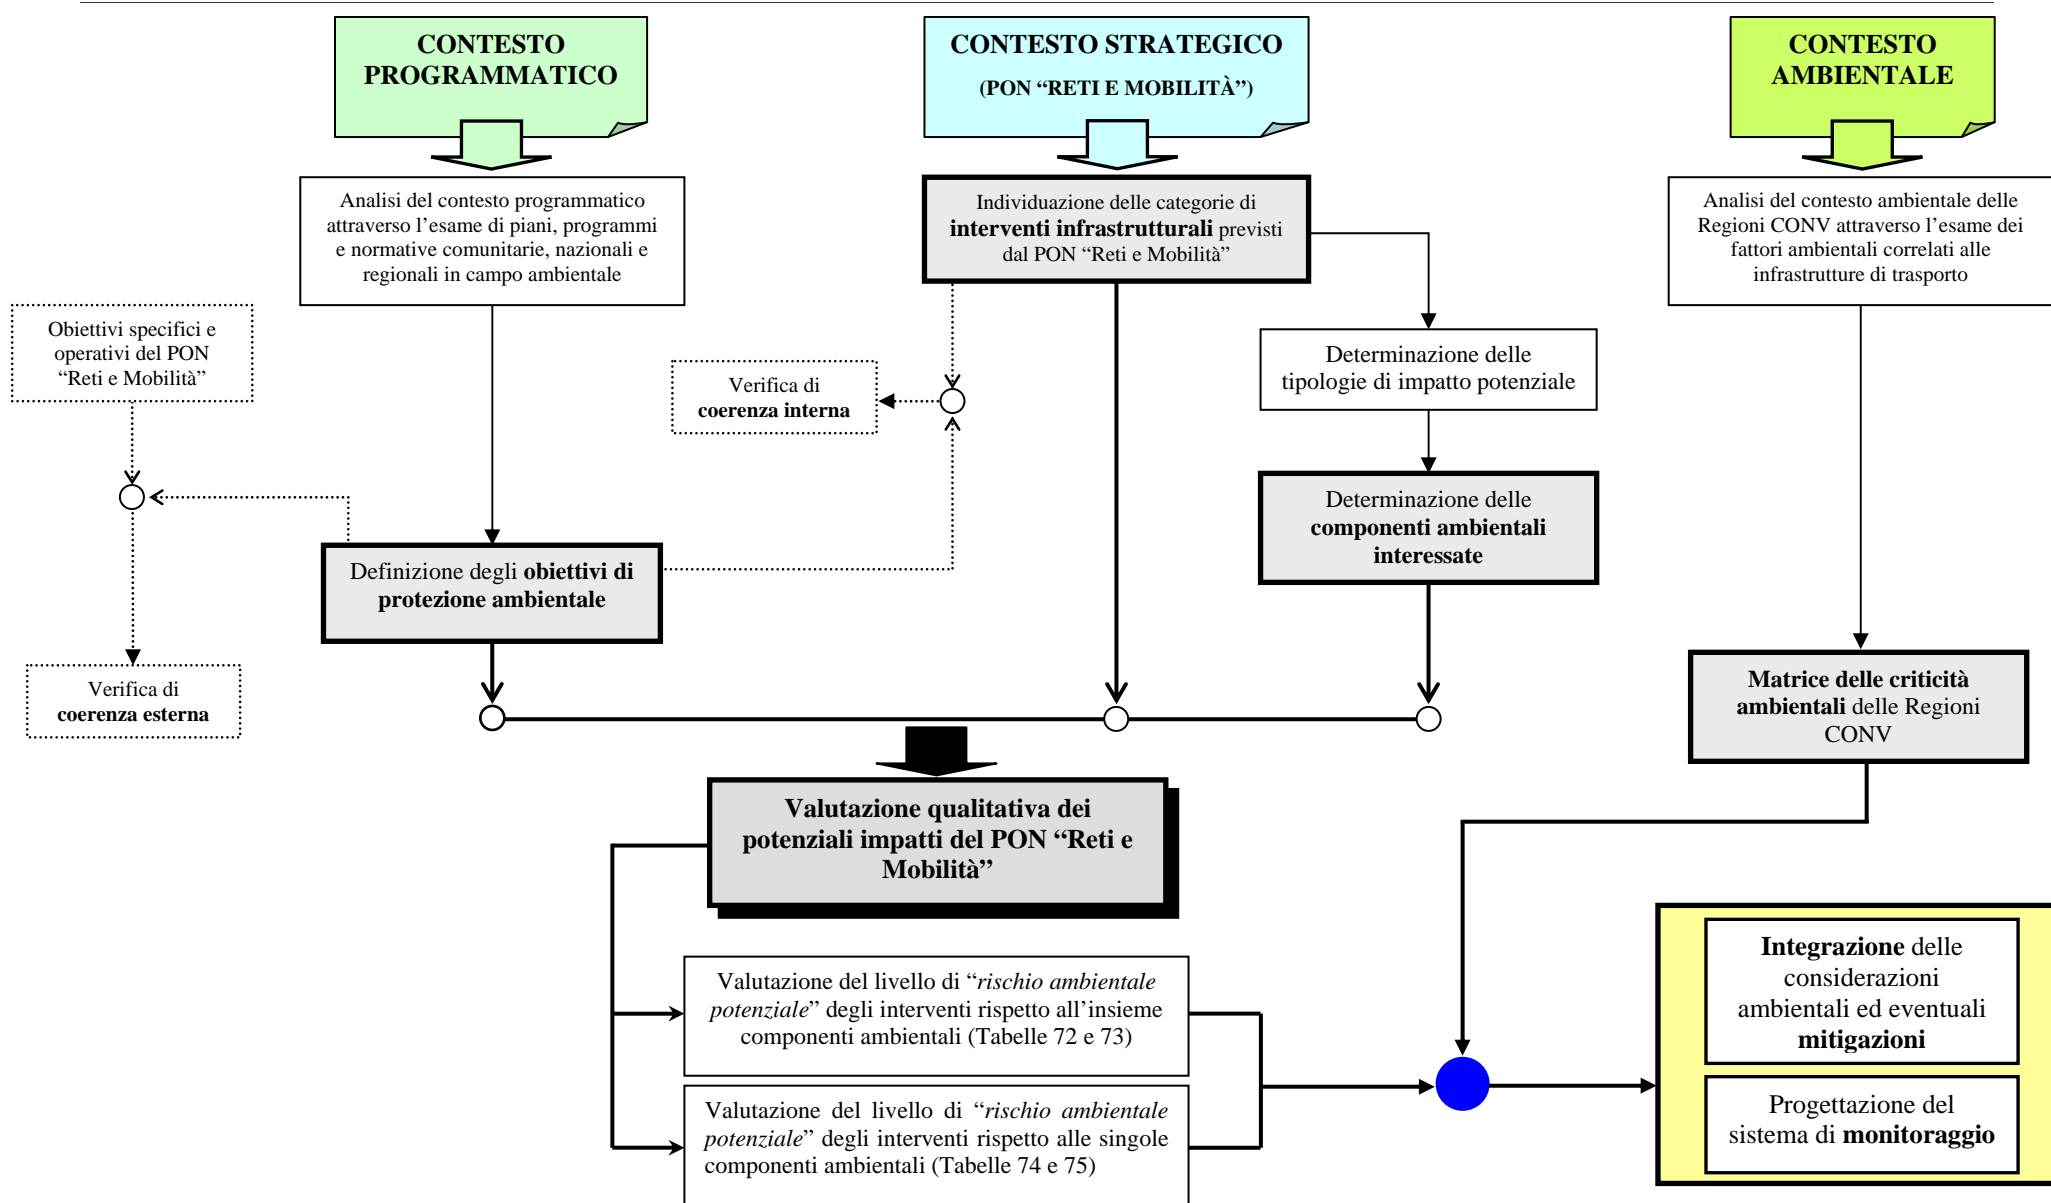 CONTESTO
PROGRAMMATICO
CONTESTO STRATEGICO
(PON “RETI E MOBILITÀ”)
CONTESTO
AMBIENTALE
Analisi del contesto programmatico
attraverso l’esame di piani, programmi
e normative comunitarie, nazionali e
regionali in campo ambientale
Individuazione delle categorie di
interventi infrastrutturali previsti
dal PON “Reti e Mobilità”
Analisi del contesto ambientale delle
Regioni CONV attraverso l’esame dei
fattori ambientali correlati alle
infrastrutture di trasporto
Obiettivi specifici e
operativi del PON
“Reti e Mobilità”
Verifica di
coerenza interna
Determinazione delle
tipologie di impatto potenziale
Determinazione delle
componenti ambientali
interessate
Definizione degli obiettivi di
protezione ambientale
Verifica di
coerenza esterna
Matrice delle criticità
ambientali delle Regioni
CONV
Valutazione qualitativa dei
potenziali impatti del PON “Reti e
Mobilità”
Valutazione del livello di “rischio ambientale
potenziale” degli interventi rispetto all’insieme
componenti ambientali (Tabelle 72 e 73)
Valutazione del livello di “rischio ambientale
potenziale” degli interventi rispetto alle singole
componenti ambientali (Tabelle 74 e 75)
Integrazione delle
considerazioni
ambientali ed eventuali
mitigazioni
Progettazione del
sistema di monitoraggio